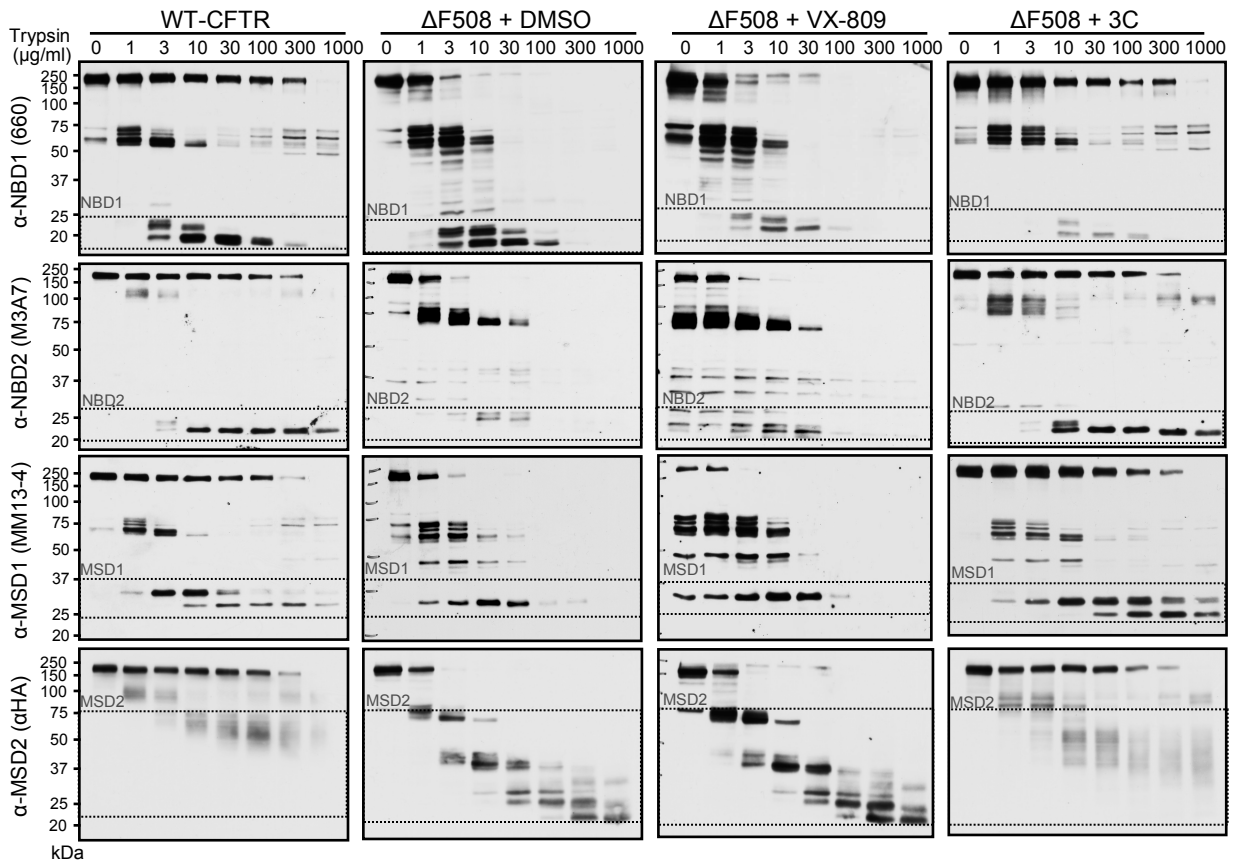 WT-CFTR ΔF508 + DMSO ΔF508 + VX-809 ΔF508 + 3C
Trypsin
(µg/ml)
0 1 3 10 30 100 300 1000 0 1 3 10 30 100 300 1000 0 1 3 10 30 100 300 1000 0 1 3 10 30 100 300 1000
α-NBD1 (660)
250
150
100
75
50
37
25
20
NBD1 NBD1 NBD1 NBD1
α-NBD2 (M3A7)
250
150
100
75
50
37
25
20
NBD2 NBD2 NBD2 NBD2
α-MSD1 (MM13-4)
250
150
100
75
50
37
25
20
MSD1 MSD1 MSD1 MSD1
α-MSD2 (αHA)
250
150
100
75
50
37
25
20
MSD2 MSD2 MSD2 MSD2
kDa